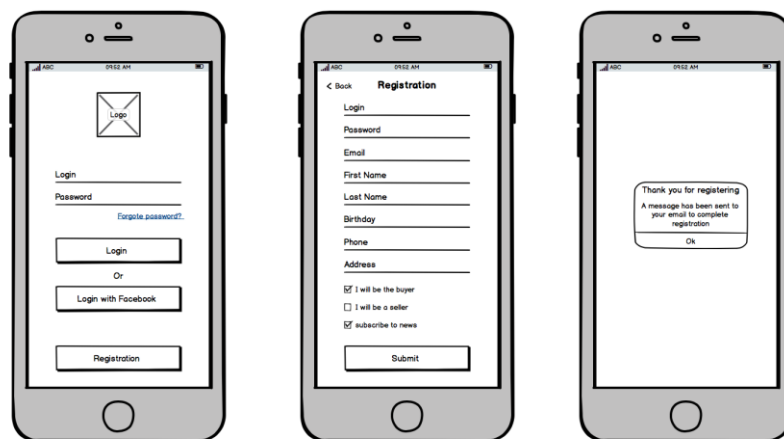 ABC 09:52 AM
Logo
Login
Password
Forgote password?
Login
Or
Login with Facebook
Registration
ABC 09:52 AM
< Back Registration
Login
Password
Email
First Name
Last Name
Birthday
Phone
Address
I will be the buyer
I will be a seller
subscribe to news
Submit
ABC 09:52 AM
Thank you for registering
A message has been sent to
your email to complete
registration
Ok